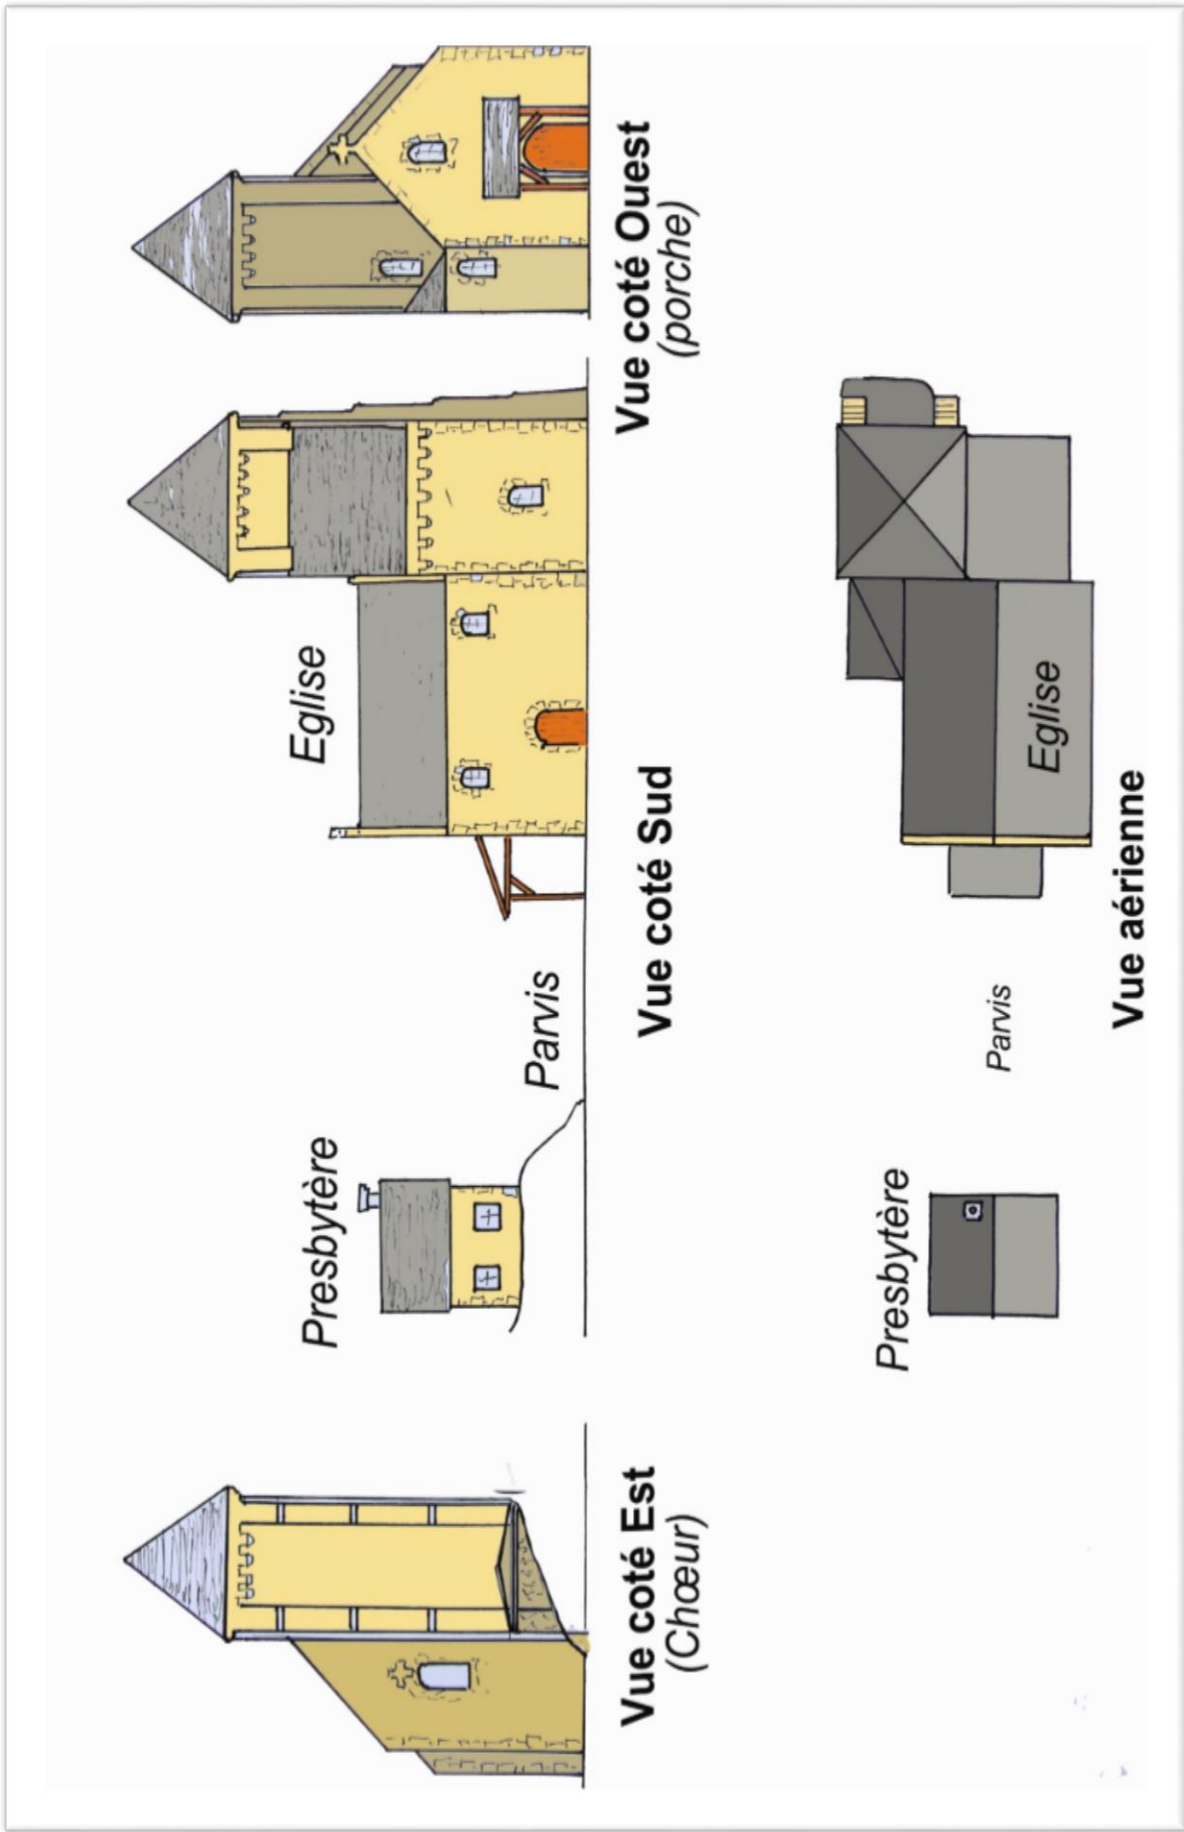 Presbytère
Eglise
Parvis
Vue coté Est
(Chœur)
Vue coté Sud
Vue coté Ouest
(porche)
Presbytère
Parvis
Eglise
Vue aérienne